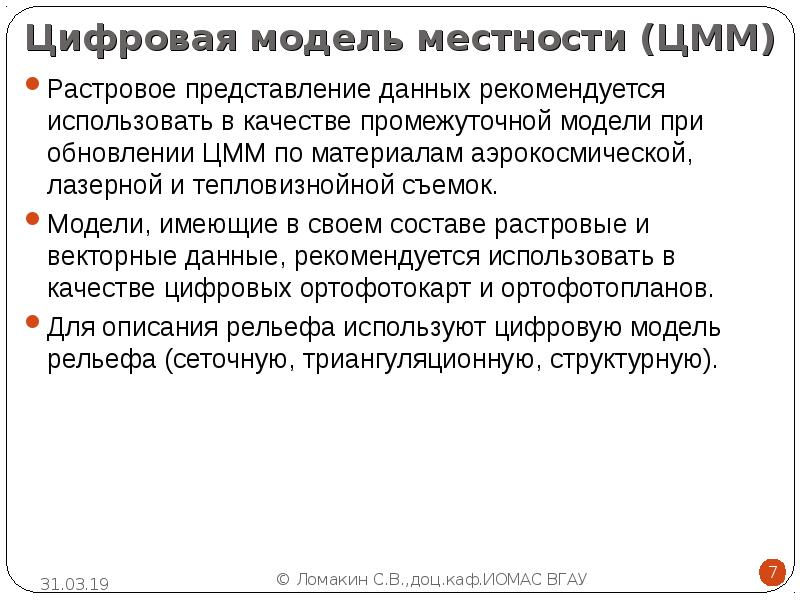 Цифровая модель местности (ЦММ)
Растровое представление данных рекомендуется
использовать в качестве промежуточной модели при
обновлении ЦММ по материалам аэрокосмической,
лазерной и тепловизнойной съемок.
Модели, имеющие в своем составе растровые и
векторные данные, рекомендуется использовать в
качестве цифровых ортофотокарт и ортофотопланов.
Для описания рельефа используют цифровую модель
рельефа (сеточную, триангуляционную, структурную).
31.03.19
© Ломакин С.В.,доц.каф.ИОМАС ВГАУ
7